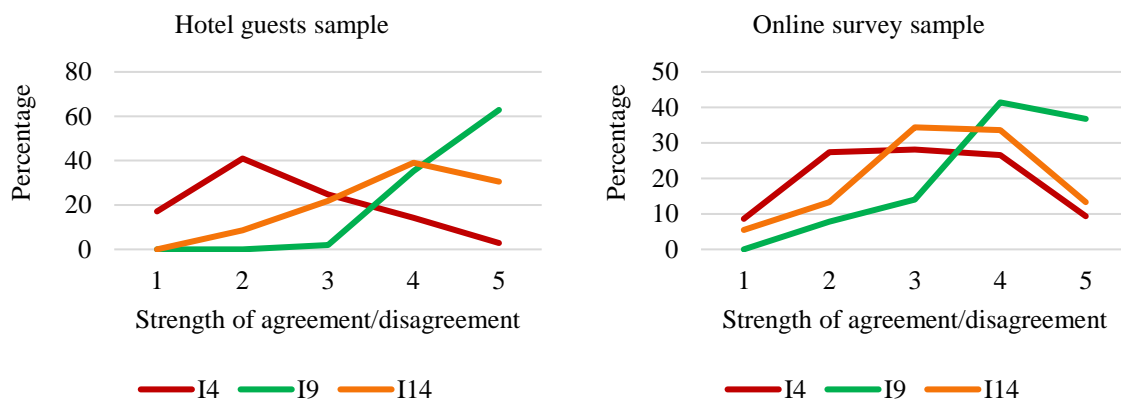 Hotel guests sample
Percentage
80
60
40
20
0
1 2 3 4 5
Strength of agreement/disagreement
I4 I9 I14
Online survey sample
Percentage
50
40
30
20
10
0
1 2 3 4 5
Strength of agreement/disagreement
I4 I9 I14